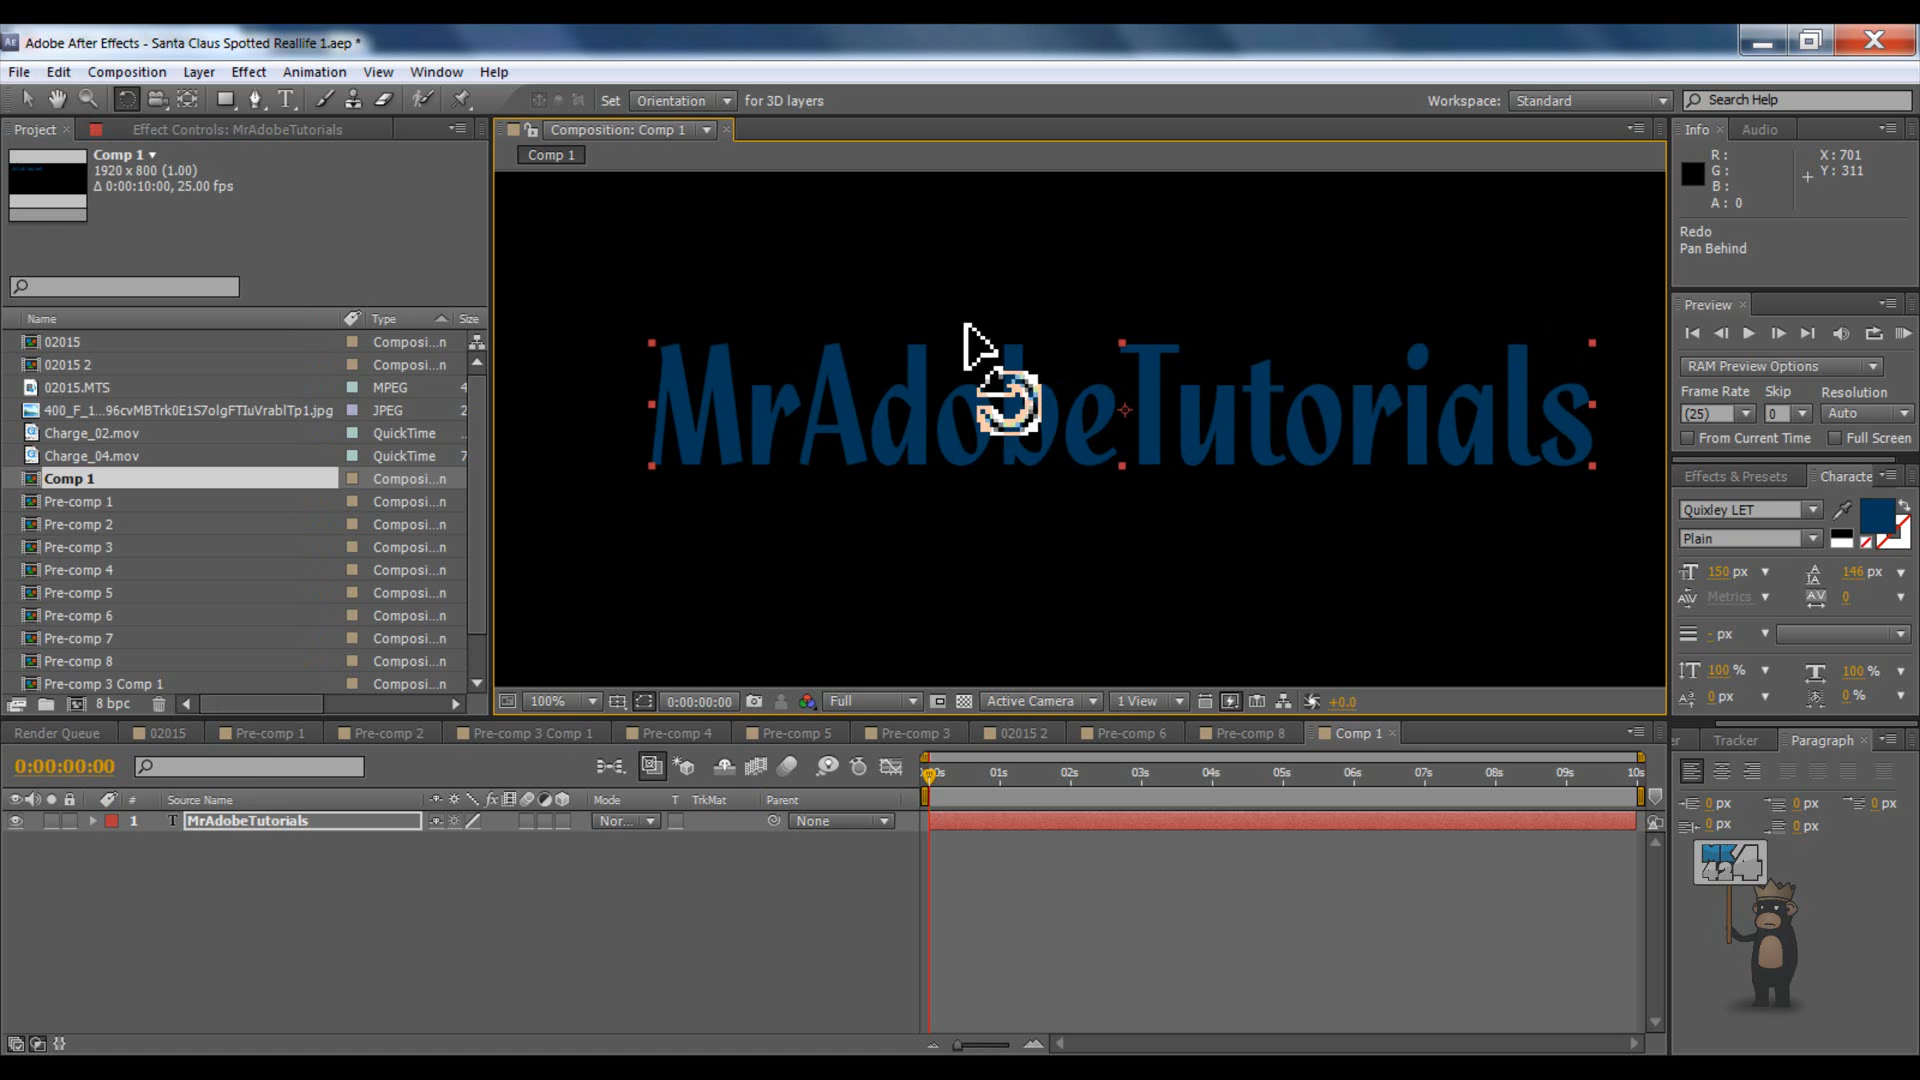 Adobe After Effects - Santa Claus Spotted Reallife 1.aep *
File Edit Composition Layer Effect Animation View Window Help
Set Orientation for 3D layers
Workspace: Standard
Search Help
Project
Effect Controls: MrAdobeTutorials
Composition: Comp 1
Info
Audio
Comp 1
1920 x 800 (1.00)
Δ 0:00:10:00, 25.00 fps
Comp 1
R :
G :
B :
A : 0
X : 701
Y : 311
Redo
Pan Behind
MrAdobeTutorials
Name Type Size
02015 Composi...n
02015 2 Composi...n
02015.MTS MPEG 4
400_F_1...96cvMBTrk0E1S7olgFTIuVrablTp1.jpg JPEG 2
Charge_02.mov QuickTime ...
Charge_04.mov QuickTime 7
Comp 1 Composi...n
Pre-comp 1 Composi...n
Pre-comp 2 Composi...n
Pre-comp 3 Composi...n
Pre-comp 4 Composi...n
Pre-comp 5 Composi...n
Pre-comp 6 Composi...n
Pre-comp 7 Composi...n
Pre-comp 8 Composi...n
Pre-comp 3 Comp 1 Composi...n
8 bpc
Preview
RAM Preview Options
Frame Rate Skip Resolution
(25) 0 Auto
From Current Time Full Screen
Effects & Presets
Characte
Quixley LET
Plain
150 px 146 px
Metrics 0
- px
100 % 100 %
0 px 0 %
100% 0:00:00:00 Full Active Camera 1 View +0.0
Render Queue 02015 Pre-comp 1 Pre-comp 2 Pre-comp 3 Comp 1 Pre-comp 4 Pre-comp 5 Pre-comp 3 02015 2 Pre-comp 6 Pre-comp 8 Comp 1
er Tracker Paragraph
0:00:00:00
01s 02s 03s 04s 05s 06s 07s 08s 09s 10s
# Source Name Mode T TrkMat Parent
1 T MrAdobeTutorials Nor... None
0 px 0 px 0 px
0 px 0 px
MK
424